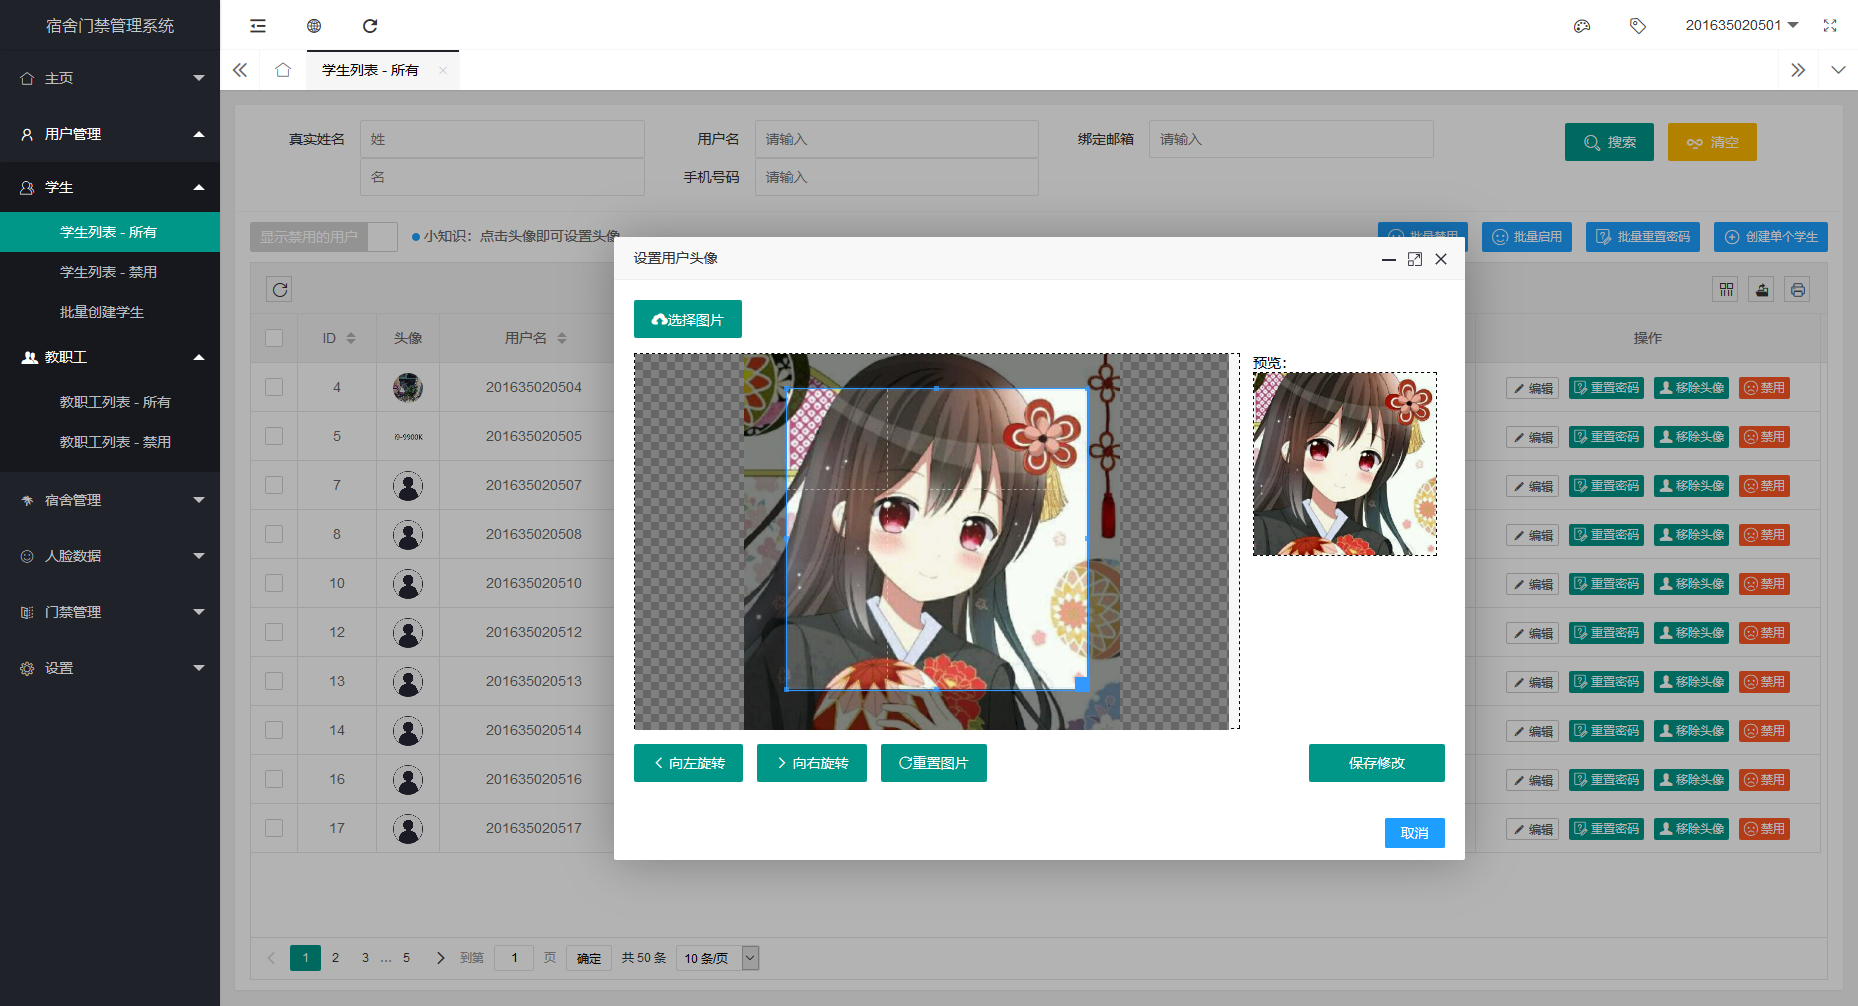 宿舍门禁管理系统
201635020501
主页
学生列表 - 所有
用户管理
学生
学生列表 - 所有
学生列表 - 禁用
批量创建学生
教职工
教职工列表 - 所有
教职工列表 - 禁用
宿舍管理
人脸数据
门禁管理
设置
真实姓名
姓
用户名
请输入
绑定邮箱
请输入
搜索
清空
名
手机号码
请输入
显示禁用的用户
小知识：点击头像即可设置头像
批量禁用
批量启用
批量重置密码
创建单个学生
ID
头像
用户名
操作
4
201635020504
编辑 重置密码 移除头像 禁用
5
i9-9900K
201635020505
编辑 重置密码 移除头像 禁用
7
201635020507
编辑 重置密码 移除头像 禁用
8
201635020508
编辑 重置密码 移除头像 禁用
10
201635020510
编辑 重置密码 移除头像 禁用
12
201635020512
编辑 重置密码 移除头像 禁用
13
201635020513
编辑 重置密码 移除头像 禁用
14
201635020514
编辑 重置密码 移除头像 禁用
16
201635020516
编辑 重置密码 移除头像 禁用
17
201635020517
编辑 重置密码 移除头像 禁用
1 2 3 … 5 到第 1 页 确定 共 50 条 10 条/页
设置用户头像
选择图片
预览:
向左旋转
向右旋转
重置图片
保存修改
取消